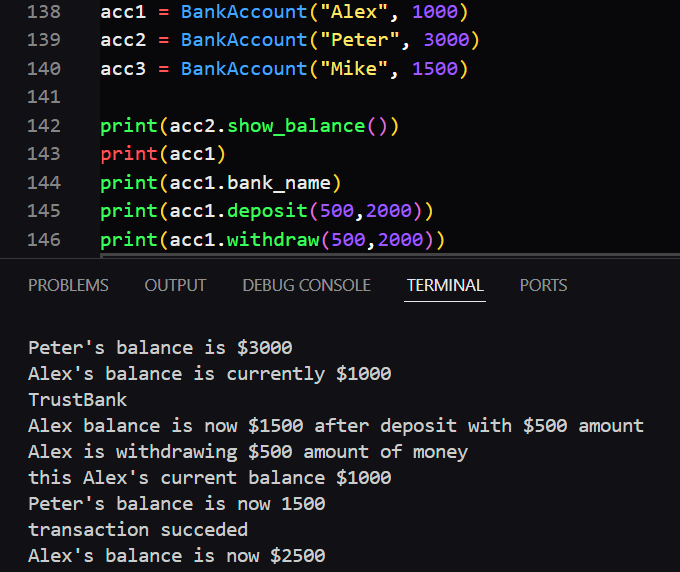 138 acc1 = BankAccount("Alex", 1000)
139 acc2 = BankAccount("Peter", 3000)
140 acc3 = BankAccount("Mike", 1500)
141
142 print(acc2.show_balance())
143 print(acc1)
144 print(acc1.bank_name)
145 print(acc1.deposit(500,2000))
146 print(acc1.withdraw(500,2000))
PROBLEMS OUTPUT DEBUG CONSOLE TERMINAL PORTS
Peter's balance is $3000
Alex's balance is currently $1000
TrustBank
Alex balance is now $1500 after deposit with $500 amount
Alex is withdrawing $500 amount of money
this Alex's current balance $1000
Peter's balance is now 1500
transaction succeded
Alex's balance is now $2500